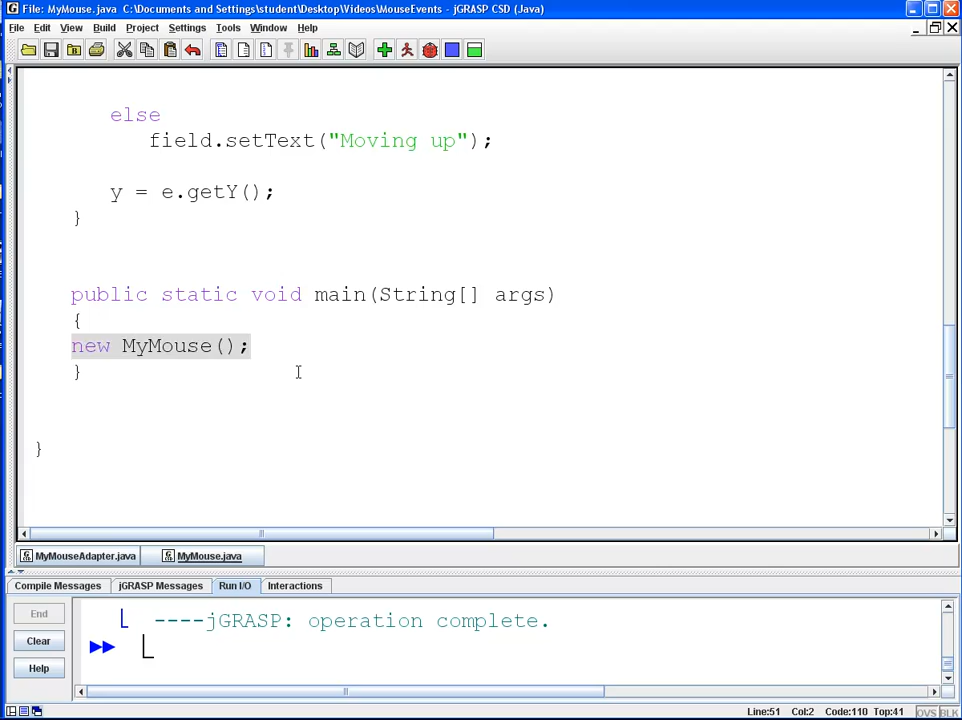 File: MyMouse.java C:\Documents and Settings\student\Desktop\Videos\MouseEvents - jGRASP CSD (Java)
File Edit View Build Project Settings Tools Window Help
else
field.setText("Moving up");
y = e.getY();
}
public static void main(String[] args)
{
new MyMouse();
}
}
MyMouseAdapter.java MyMouse.java
Compile Messages jGRASP Messages Run I/O Interactions
End
Clear
Help
----jGRASP: operation complete.
Line:51 Col:2 Code:110 Top:41 OVS BLK